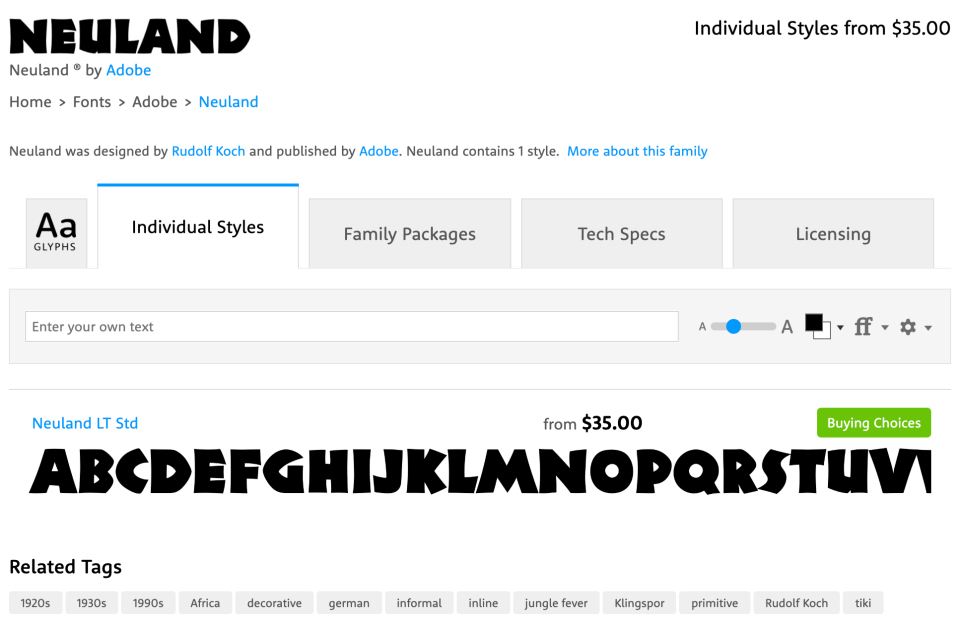 NEULAND
Individual Styles from $35.00
Neuland ® by Adobe
Home > Fonts > Adobe > Neuland
Neuland was designed by Rudolf Koch and published by Adobe. Neuland contains 1 style. More about this family
Aa
GLYPHS
Individual Styles
Family Packages
Tech Specs
Licensing
Enter your own text
A A ff
Neuland LT Std
from $35.00
Buying Choices
ABCDEFGHIJKLMNOPQRSTUV
Related Tags
1920s 1930s 1990s Africa decorative german informal inline jungle fever Klingspor primitive Rudolf Koch tiki